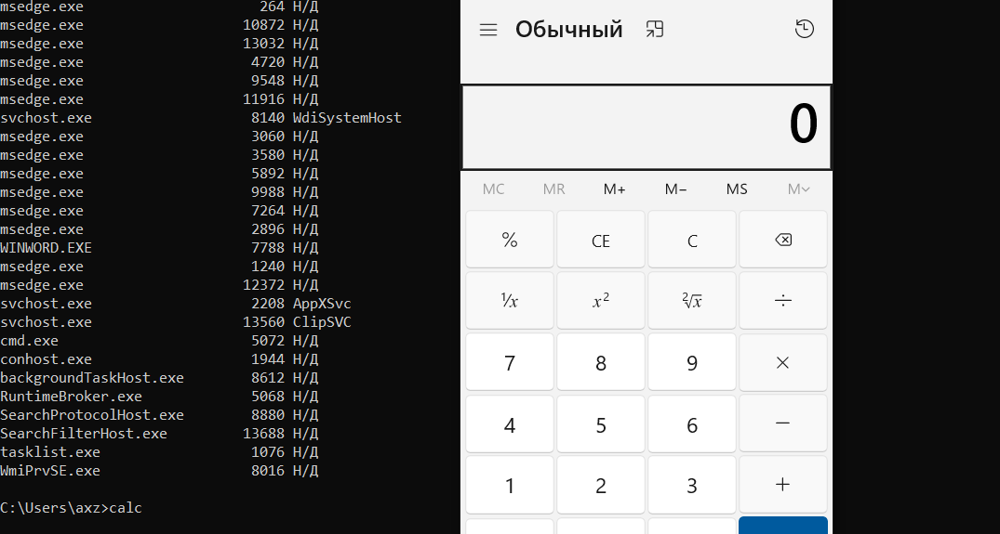 msedge.exe 264 Н/Д
msedge.exe 10872 Н/Д
msedge.exe 13032 Н/Д
msedge.exe 4720 Н/Д
msedge.exe 9548 Н/Д
msedge.exe 11916 Н/Д
svchost.exe 8140 WdiSystemHost
msedge.exe 3060 Н/Д
msedge.exe 3580 Н/Д
msedge.exe 5892 Н/Д
msedge.exe 9988 Н/Д
msedge.exe 7264 Н/Д
msedge.exe 2896 Н/Д
WINWORD.EXE 7788 Н/Д
msedge.exe 1240 Н/Д
msedge.exe 12372 Н/Д
svchost.exe 2208 AppXSvc
svchost.exe 13560 ClipSVC
cmd.exe 5072 Н/Д
conhost.exe 1944 Н/Д
backgroundTaskHost.exe 8612 Н/Д
RuntimeBroker.exe 5068 Н/Д
SearchProtocolHost.exe 8880 Н/Д
SearchFilterHost.exe 13688 Н/Д
tasklist.exe 1076 Н/Д
WmiPrvSE.exe 8016 Н/Д
C:\Users\axz>calc
Обычный
0
MC MR M+ M− MS M
% CE C
¹/x x² ²√x ÷
7 8 9 ×
4 5 6 −
1 2 3 +